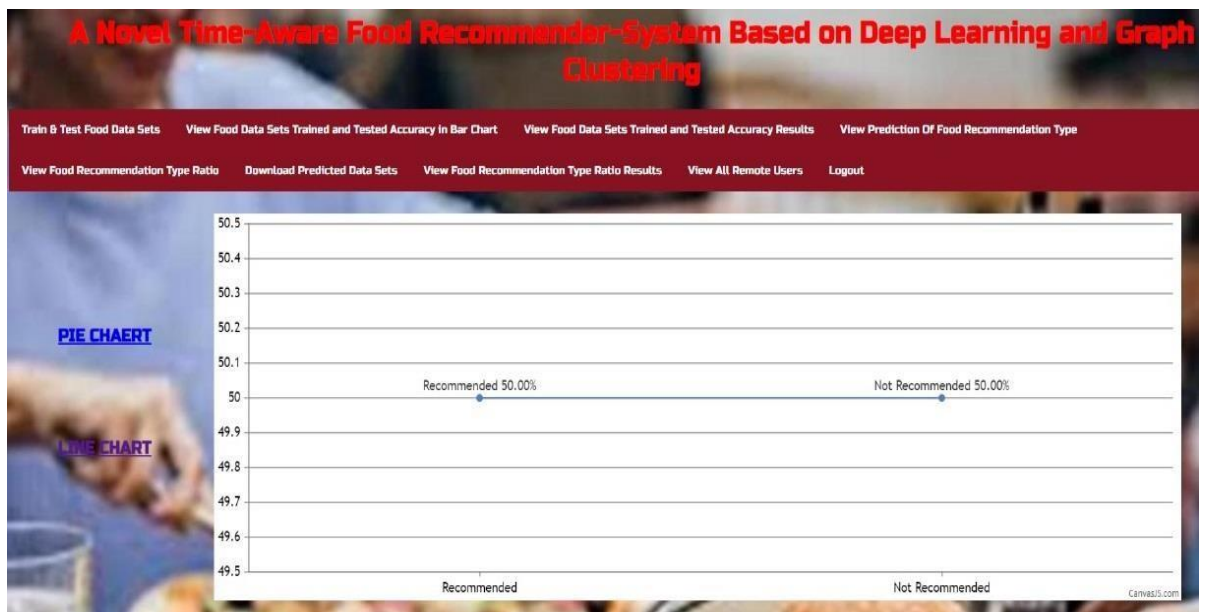 A Novel Time-Aware Food Recommender-System Based on Deep Learning and Graph
Clustering
Train & Test Food Data Sets View Food Data Sets Trained and Tested Accuracy in Bar Chart View Food Data Sets Trained and Tested Accuracy Results View Prediction Of Food Recommendation Type
View Food Recommendation Type Ratio Download Predicted Data Sets View Food Recommendation Type Ratio Results View All Remote Users Logout
PIE CHAERT
LINE CHART
50.5
50.4
50.3
50.2
50.1
50
49.9
49.8
49.7
49.6
49.5
Recommended 50.00% Not Recommended 50.00%
Recommended Not Recommended
CanvasJS.com